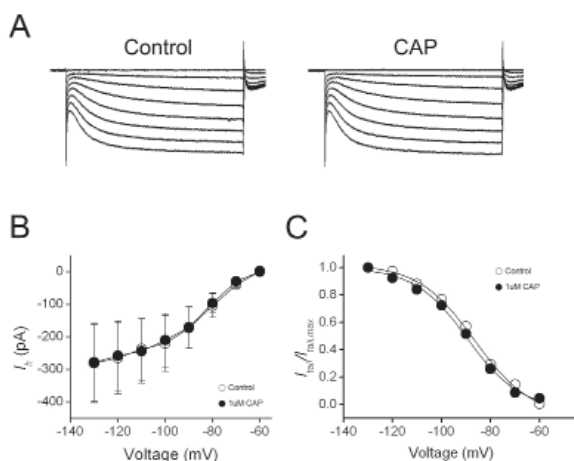 A
Control
CAP
B
0
-100
-200
-300
-400
I_h (pA)
Control
1uM CAP
-140 -120 -100 -80 -60
Voltage (mV)
C
1.0
0.8
0.6
0.4
0.2
0.0
I_tail/I_tail,max
Control
1uM CAP
-140 -120 -100 -80 -60
Voltage (mV)